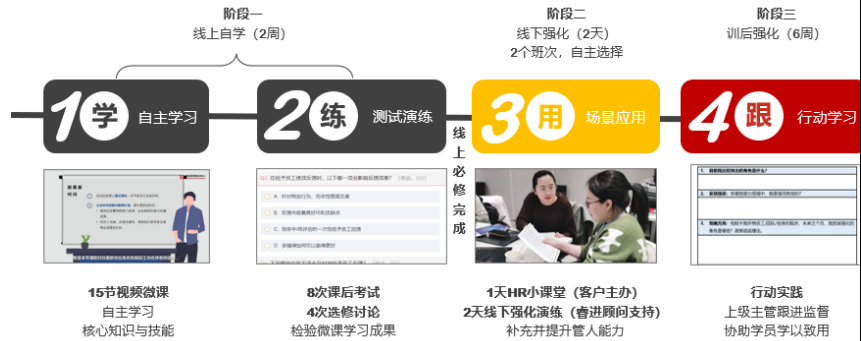 阶段一
线上自学（2周）
阶段二
线下强化（2天）
2个班次，自主选择
阶段三
训后强化（6周）
1 学 自主学习
2 练 测试演练
3 用 场景应用
4 跟 行动学习
线上必修完成
15节视频微课
自主学习
核心知识与技能
8次课后考试
4次选修讨论
检验微课学习成果
1天HR小课堂（客户主办）
2天线下强化演练（睿进顾问支持）
补充并提升管人能力
行动实践
上级主管跟进监督
协助学员学以致用